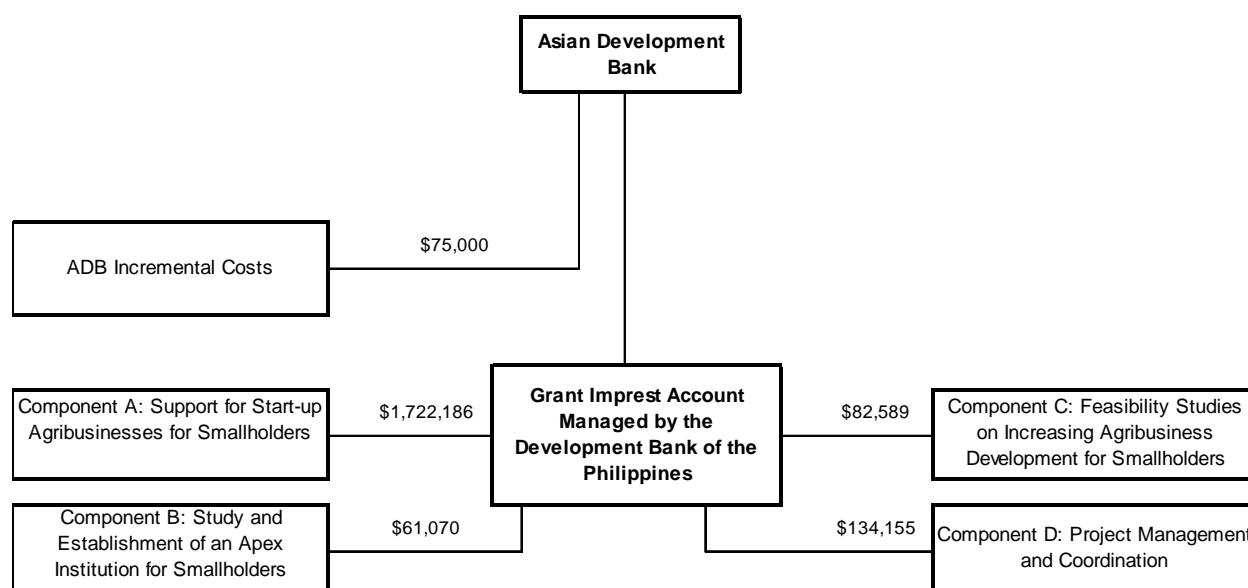 Asian Development
Bank
$75,000
ADB Incremental Costs
Component A: Support for Start-up
Agribusinesses for Smallholders
$1,722,186
Grant Imprest Account
Managed by the
Development Bank of the
Philippines
$82,589
Component C: Feasibility Studies
on Increasing Agribusiness
Development for Smallholders
Component B: Study and
Establishment of an Apex
Institution for Smallholders
$61,070
$134,155
Component D: Project Management
and Coordination